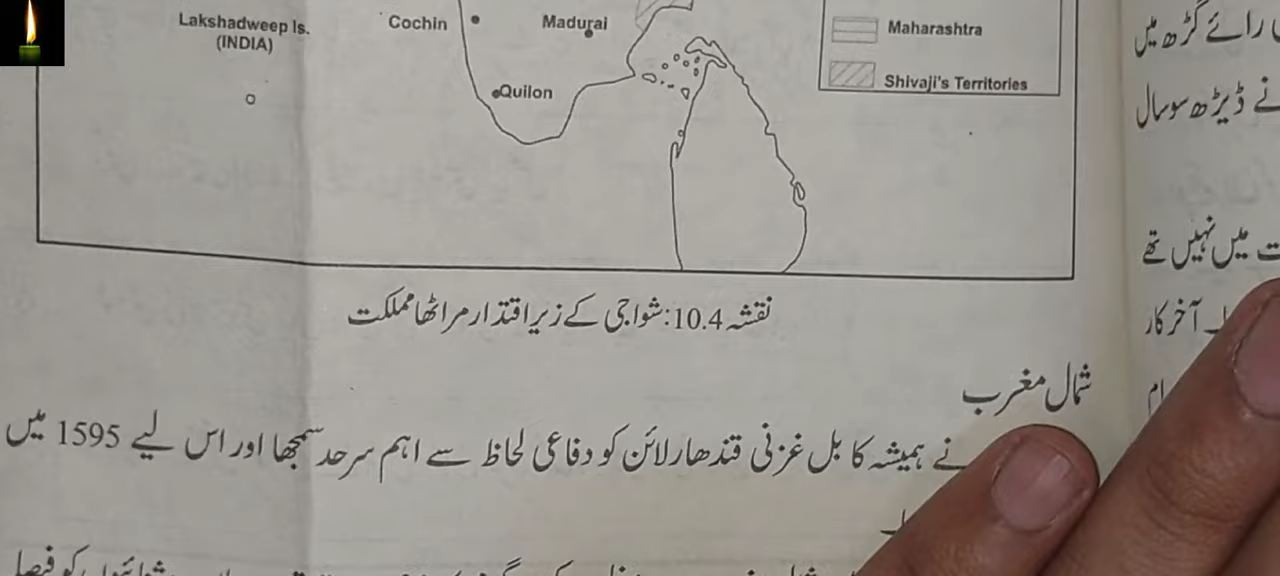 Lakshadweep Is.
(INDIA)
Cochin
Madurai
Quilon
Maharashtra
Shivaji's Territories
نقشہ 10.4: شواجی کے زیر اقتدار مراٹھا مملکت
شمال مغرب
نے ہمیشہ کابل غزنی قندھار لائن کو دفاعی لحاظ سے اہم سرحد سمجھا اور اس لیے 1595 میں
رائے گڑھ میں
نے ڈیڑھ سو سال
میں نہیں تھے
آخر کار